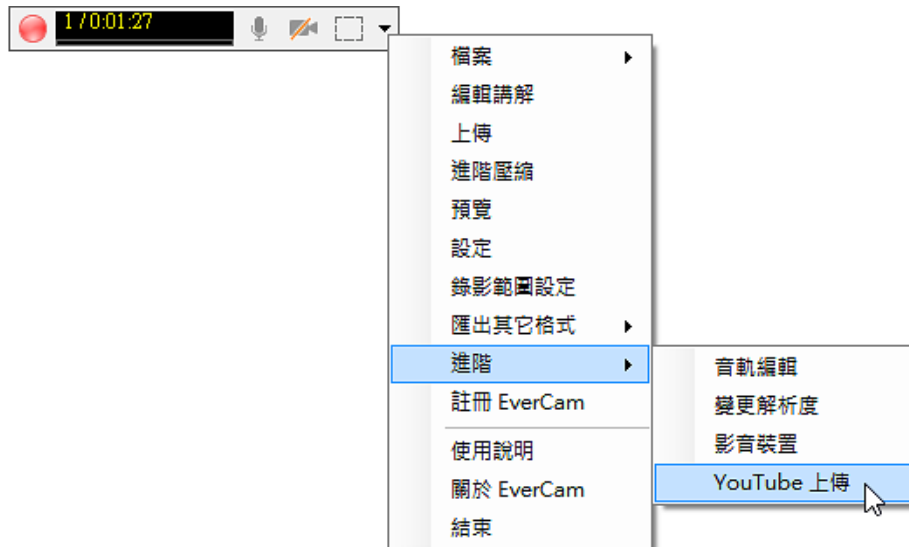 1 / 0:01:27
檔案
編輯講解
上傳
進階壓縮
預覽
設定
錄影範圍設定
匯出其它格式
進階
註冊 EverCam
使用說明
關於 EverCam
結束
音軌編輯
變更解析度
影音裝置
YouTube 上傳